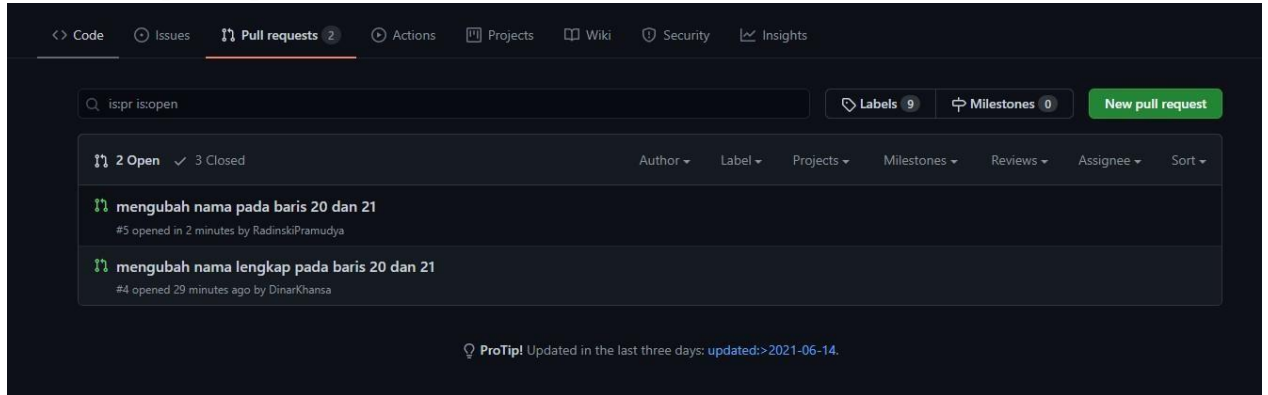 Code Issues Pull requests 2 Actions Projects Wiki Security Insights
is:pr is:open Labels 9 Milestones 0 New pull request
2 Open 3 Closed Author Label Projects Milestones Reviews Assignee Sort
mengubah nama pada baris 20 dan 21
#5 opened in 2 minutes by RadinskiPramudya
mengubah nama lengkap pada baris 20 dan 21
#4 opened 29 minutes ago by DinarKhansa
ProTip! Updated in the last three days: updated:>2021-06-14.